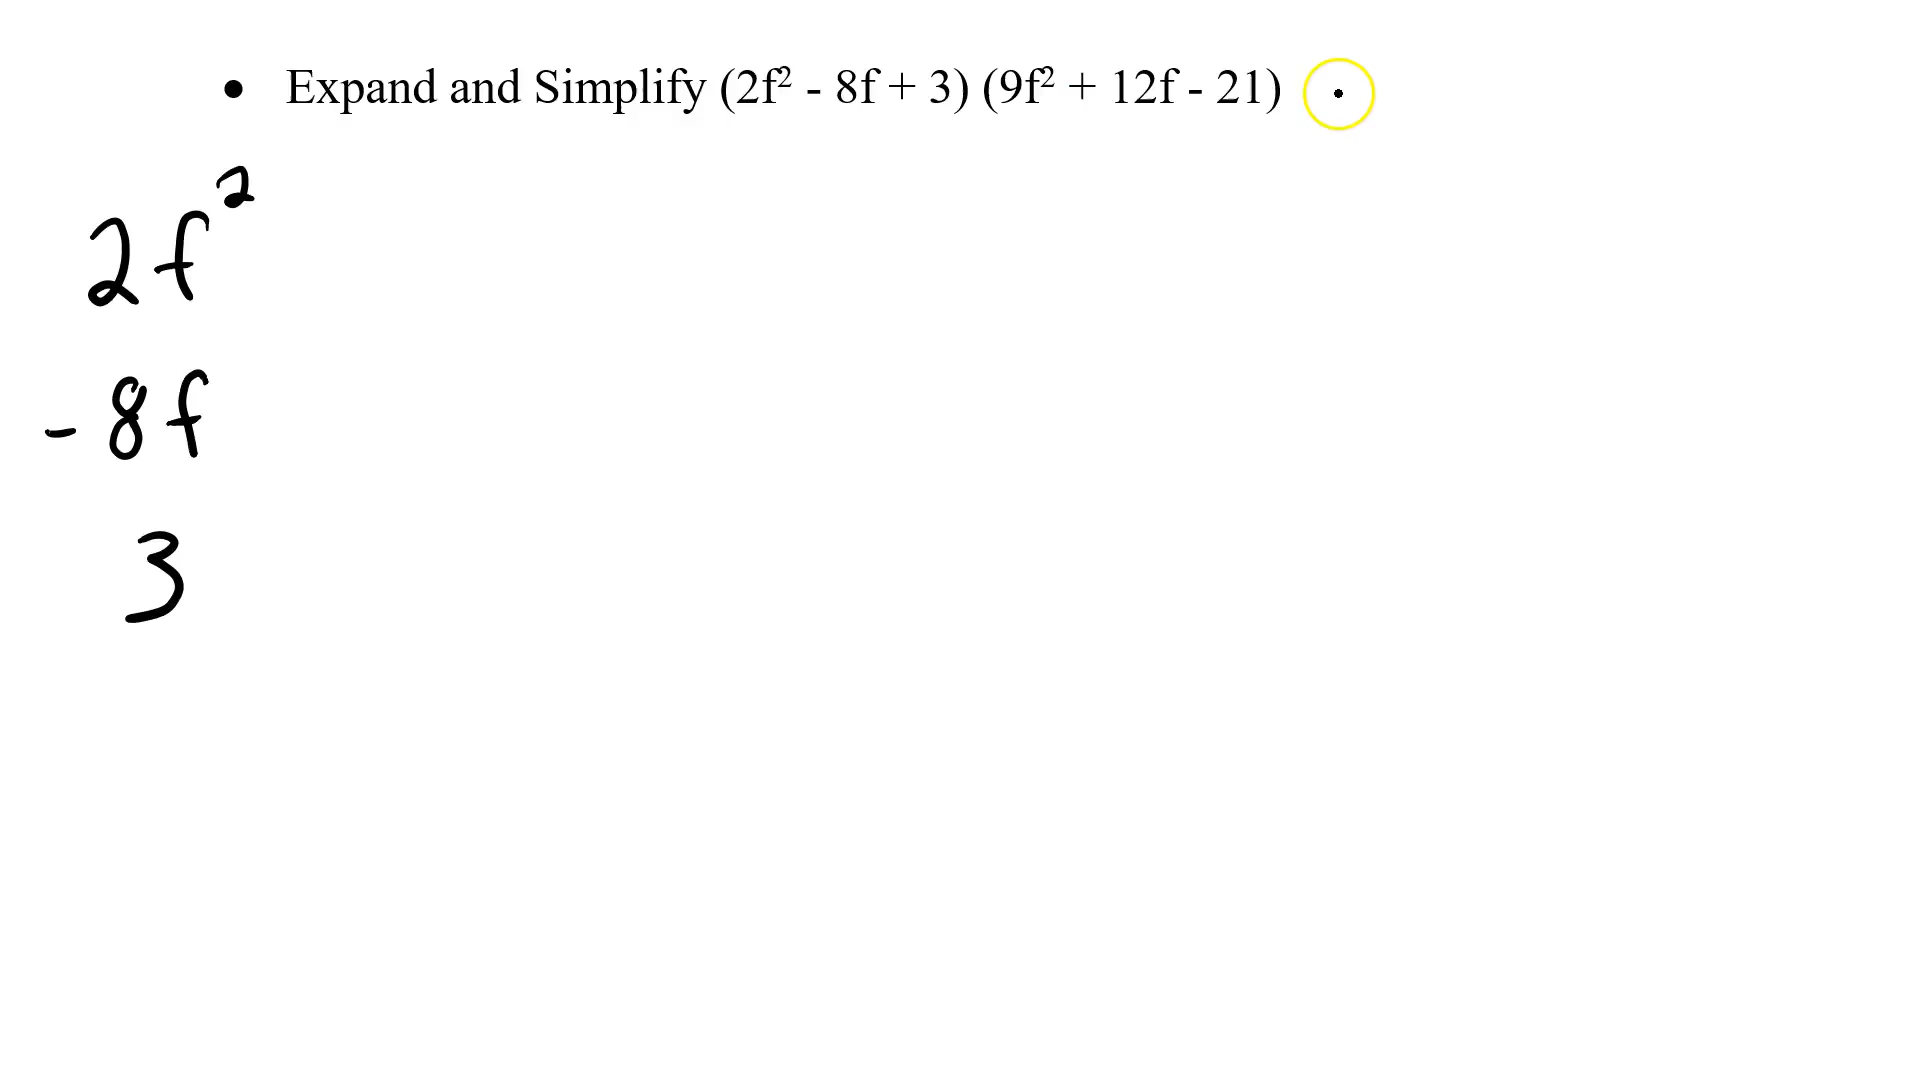 • Expand and Simplify (2f² - 8f + 3) (9f² + 12f - 21)
2f²
-8f
3